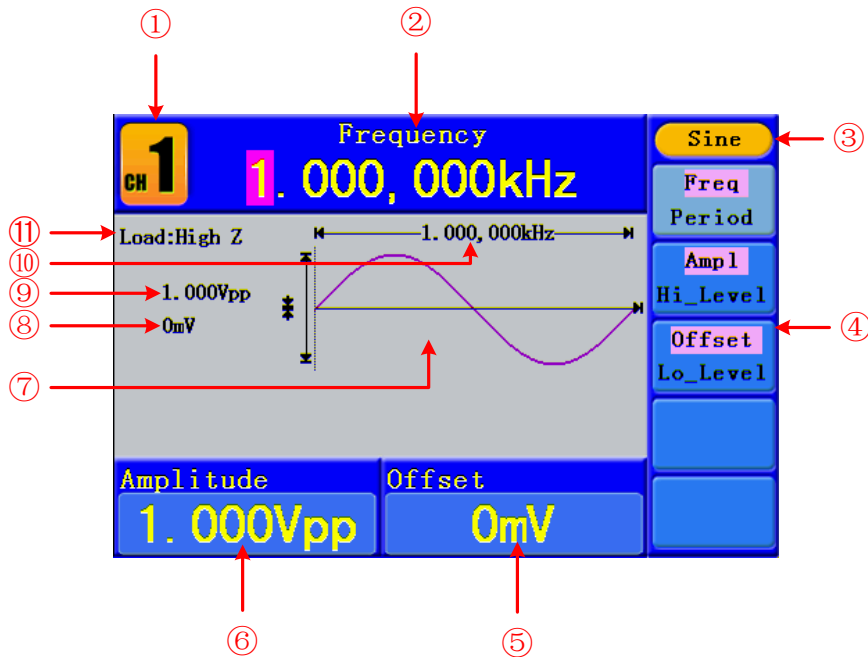 ① ②
CH 1
Frequency
1.000,000kHz
Sine
③
Freq
Period
Ampl
Hi_Level
Offset
Lo_Level
④
⑪
Load:High Z
1.000,000kHz
⑩
⑨
1.000Vpp
⑧
0mV
⑦
Amplitude
1.000Vpp
Offset
0mV
⑥ ⑤